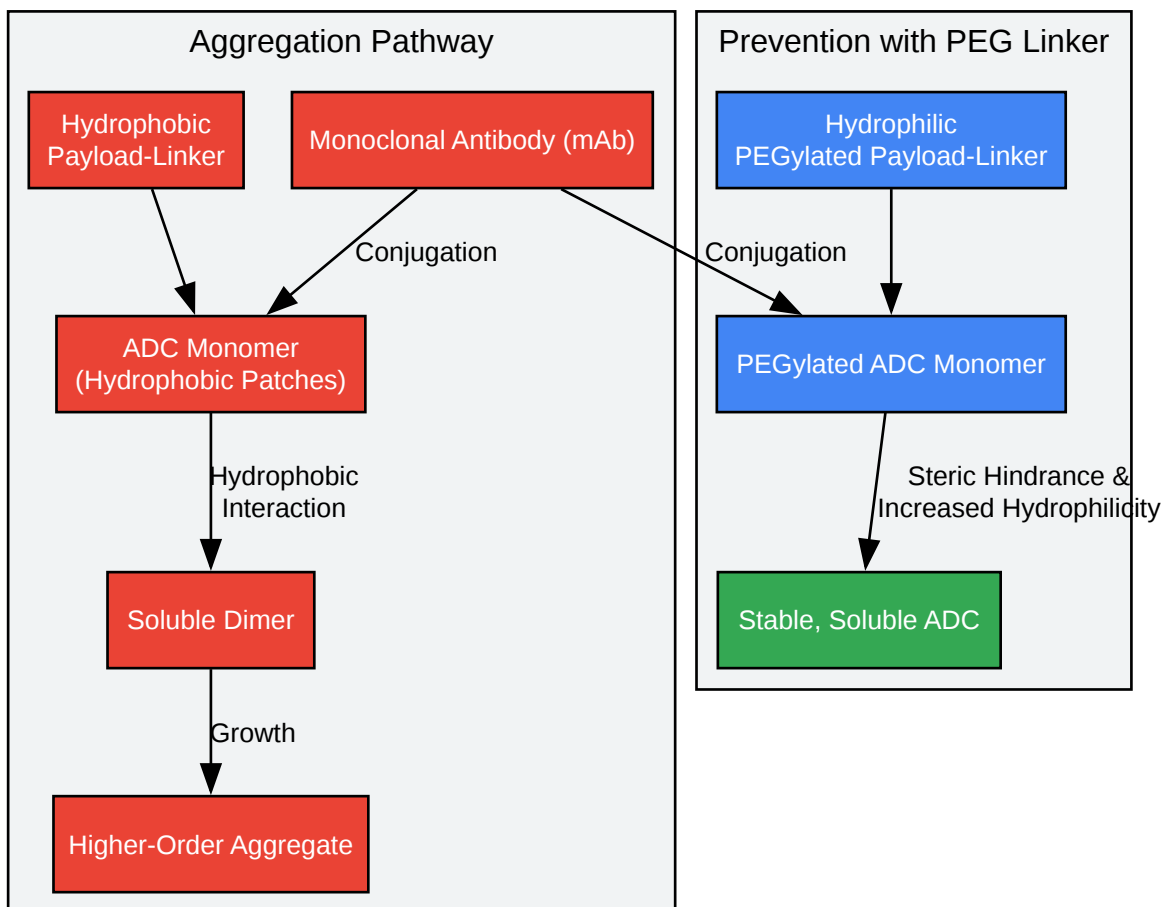 Aggregation Pathway
Hydrophobic
Payload-Linker
Monoclonal Antibody (mAb)
Conjugation
ADC Monomer
(Hydrophobic Patches)
Hydrophobic
Interaction
Soluble Dimer
Growth
Higher-Order Aggregate
Prevention with PEG Linker
Hydrophilic
PEGylated Payload-Linker
Conjugation
PEGylated ADC Monomer
Steric Hindrance &
Increased Hydrophilicity
Stable, Soluble ADC